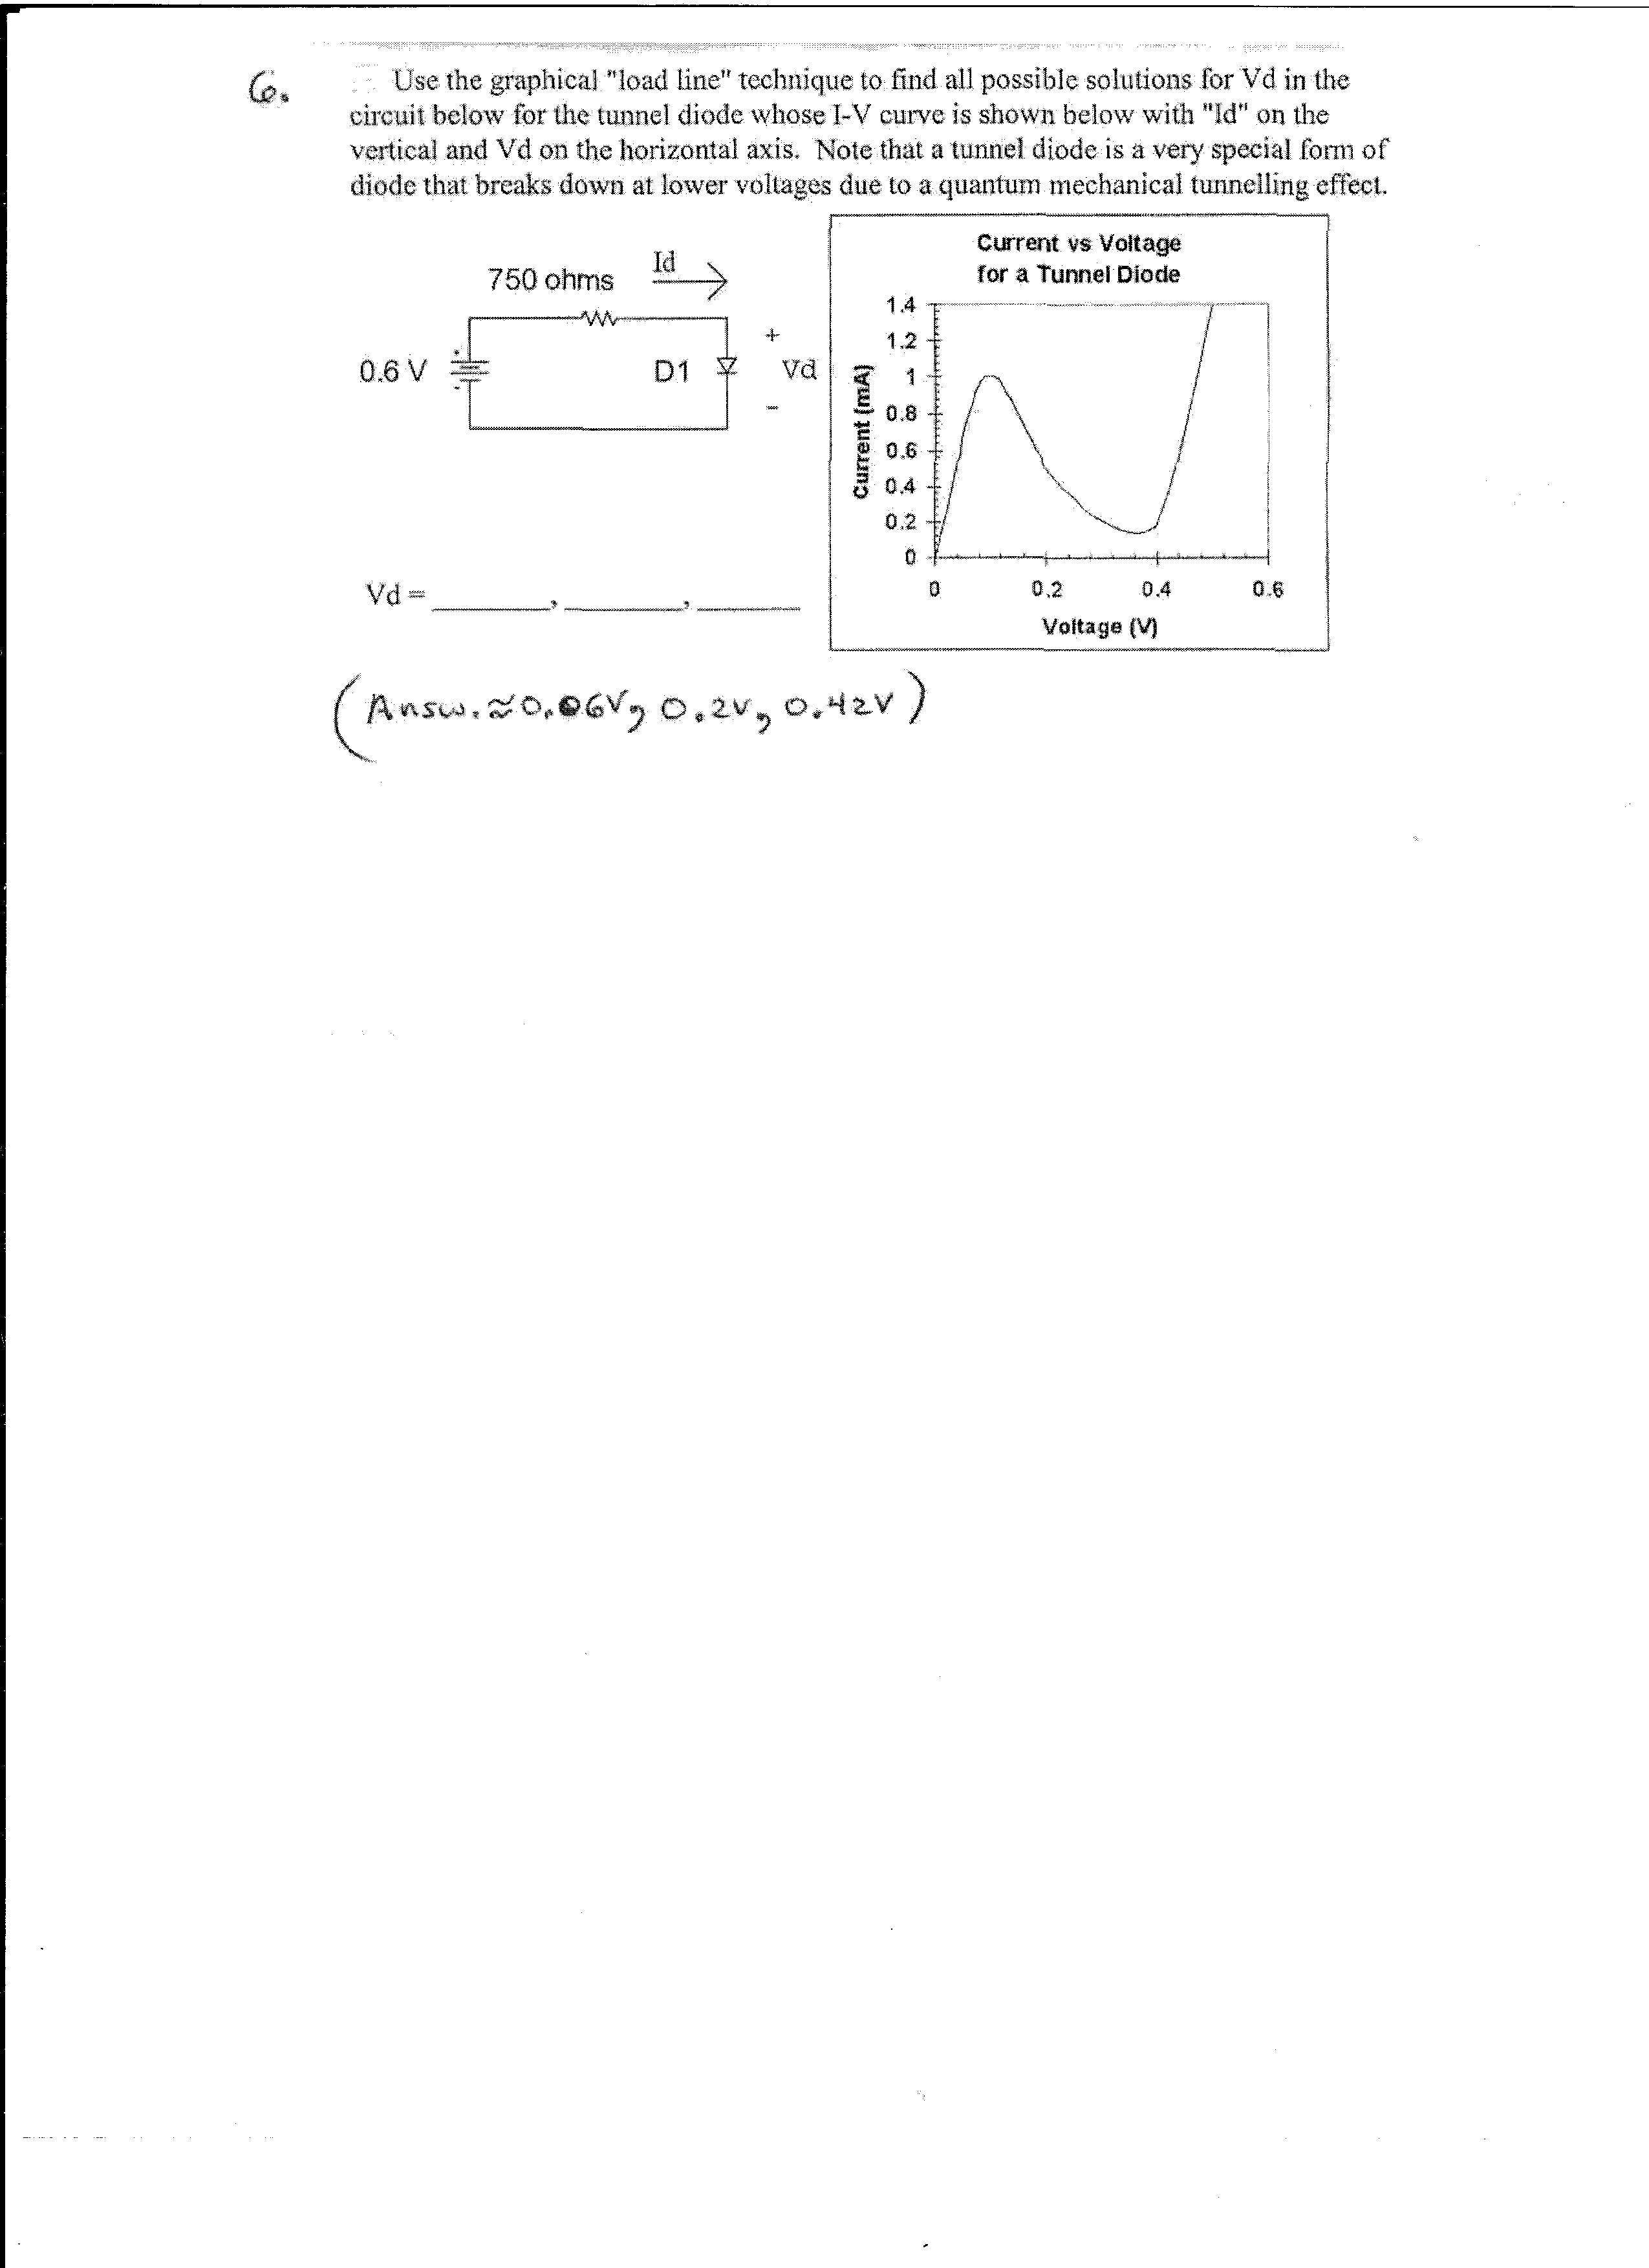 6.
Use the graphical "load line" technique to find all possible solutions for Vd in the
circuit below for the tunnel diode whose I-V curve is shown below with "Id" on the
vertical and Vd on the horizontal axis. Note that a tunnel diode is a very special form of
diode that breaks down at lower voltages due to a quantum mechanical tunnelling effect.
750 ohms
Id
0.6 V
+
-
D1
+
Vd
-
Current vs Voltage
for a Tunnel Diode
Current (mA)
1.4
1.2
1
0.8
0.6
0.4
0.2
0
0 0.2 0.4 0.6
Voltage (V)
Vd = ______, ______, ______
(Answ. ≈ 0.06V, 0.2V, 0.42V)